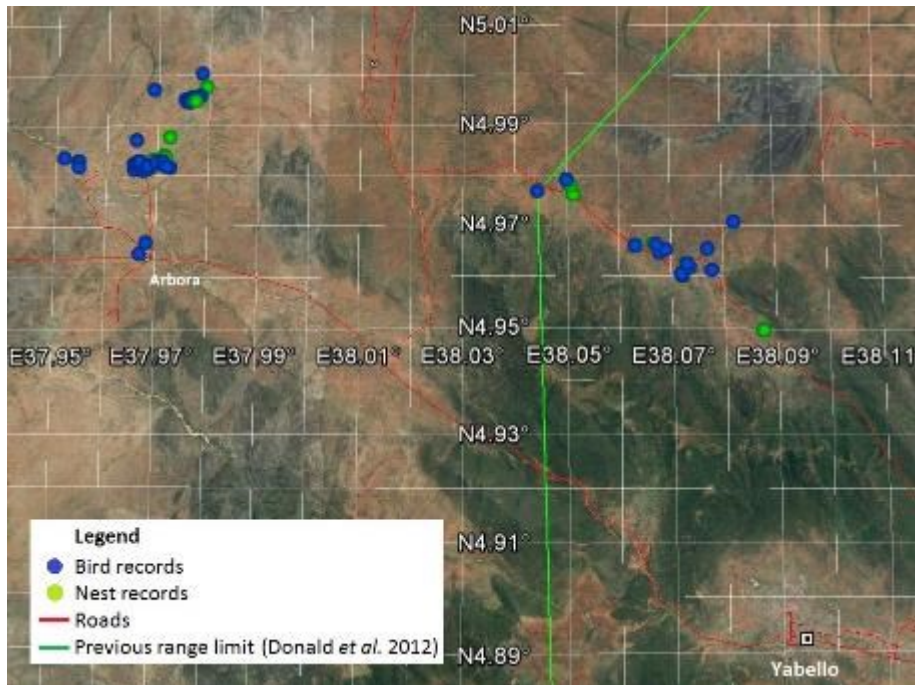 N5.01°
N4.99°
N4.97°
Arbora
N4.95°
E37.95° E37.97° E37.99° E38.01° E38.03° E38.05° E38.07° E38.09° E38.11
N4.93°
N4.91°
Legend
Bird records
Nest records
Roads
Previous range limit (Donald et al. 2012)
N4.89°
Yabello